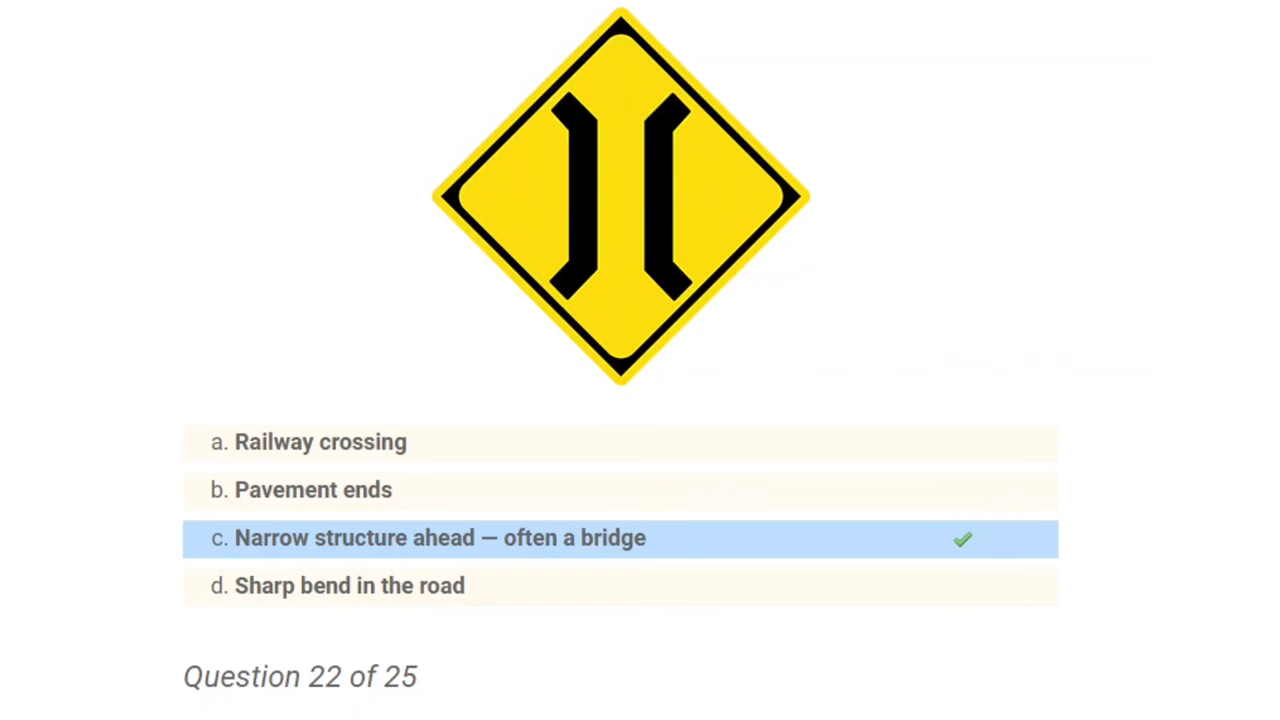 a. Railway crossing
b. Pavement ends
c. Narrow structure ahead — often a bridge
d. Sharp bend in the road
Question 22 of 25